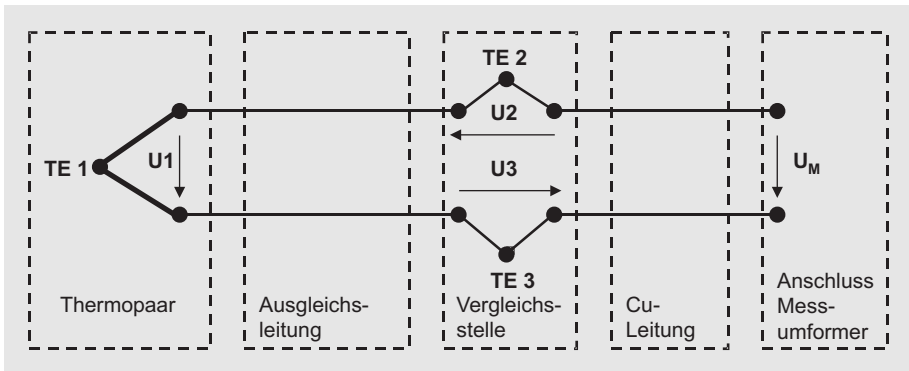 TE 2
U2
TE 1
U1
U3
U_M
TE 3
Thermopaar
Ausgleichs-
leitung
Vergleichs-
stelle
Cu-
Leitung
Anschluss
Mess-
umformer